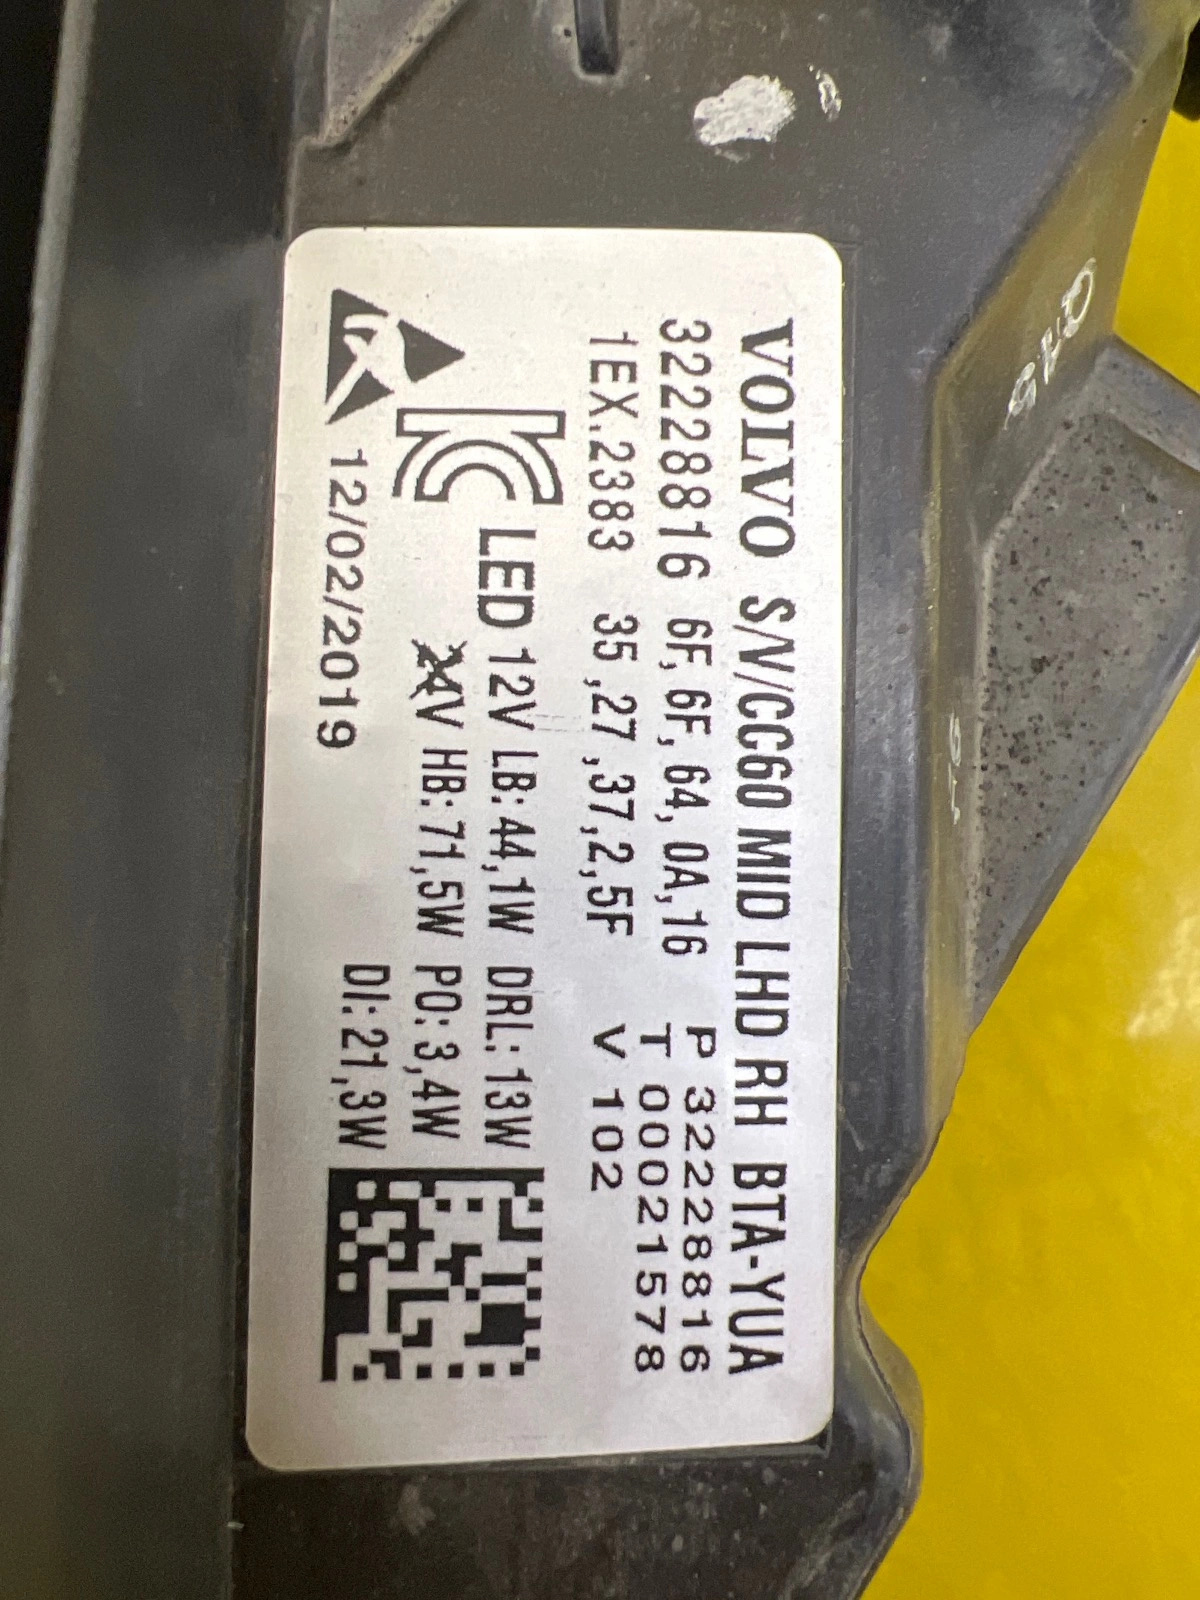 VOLVO S/V/CC60 MID LHD RH BTA-YUA
32228816 6F, 6F, 64, 0A, 16 P 32228816
1EX.2383 35 ,27 ,37,2,5F T 00021578
V 102
LED 12V LB: 44,1W DRL: 13W
24V HB: 71,5W PO: 3,4W
12/02/2019 DI: 21,3W